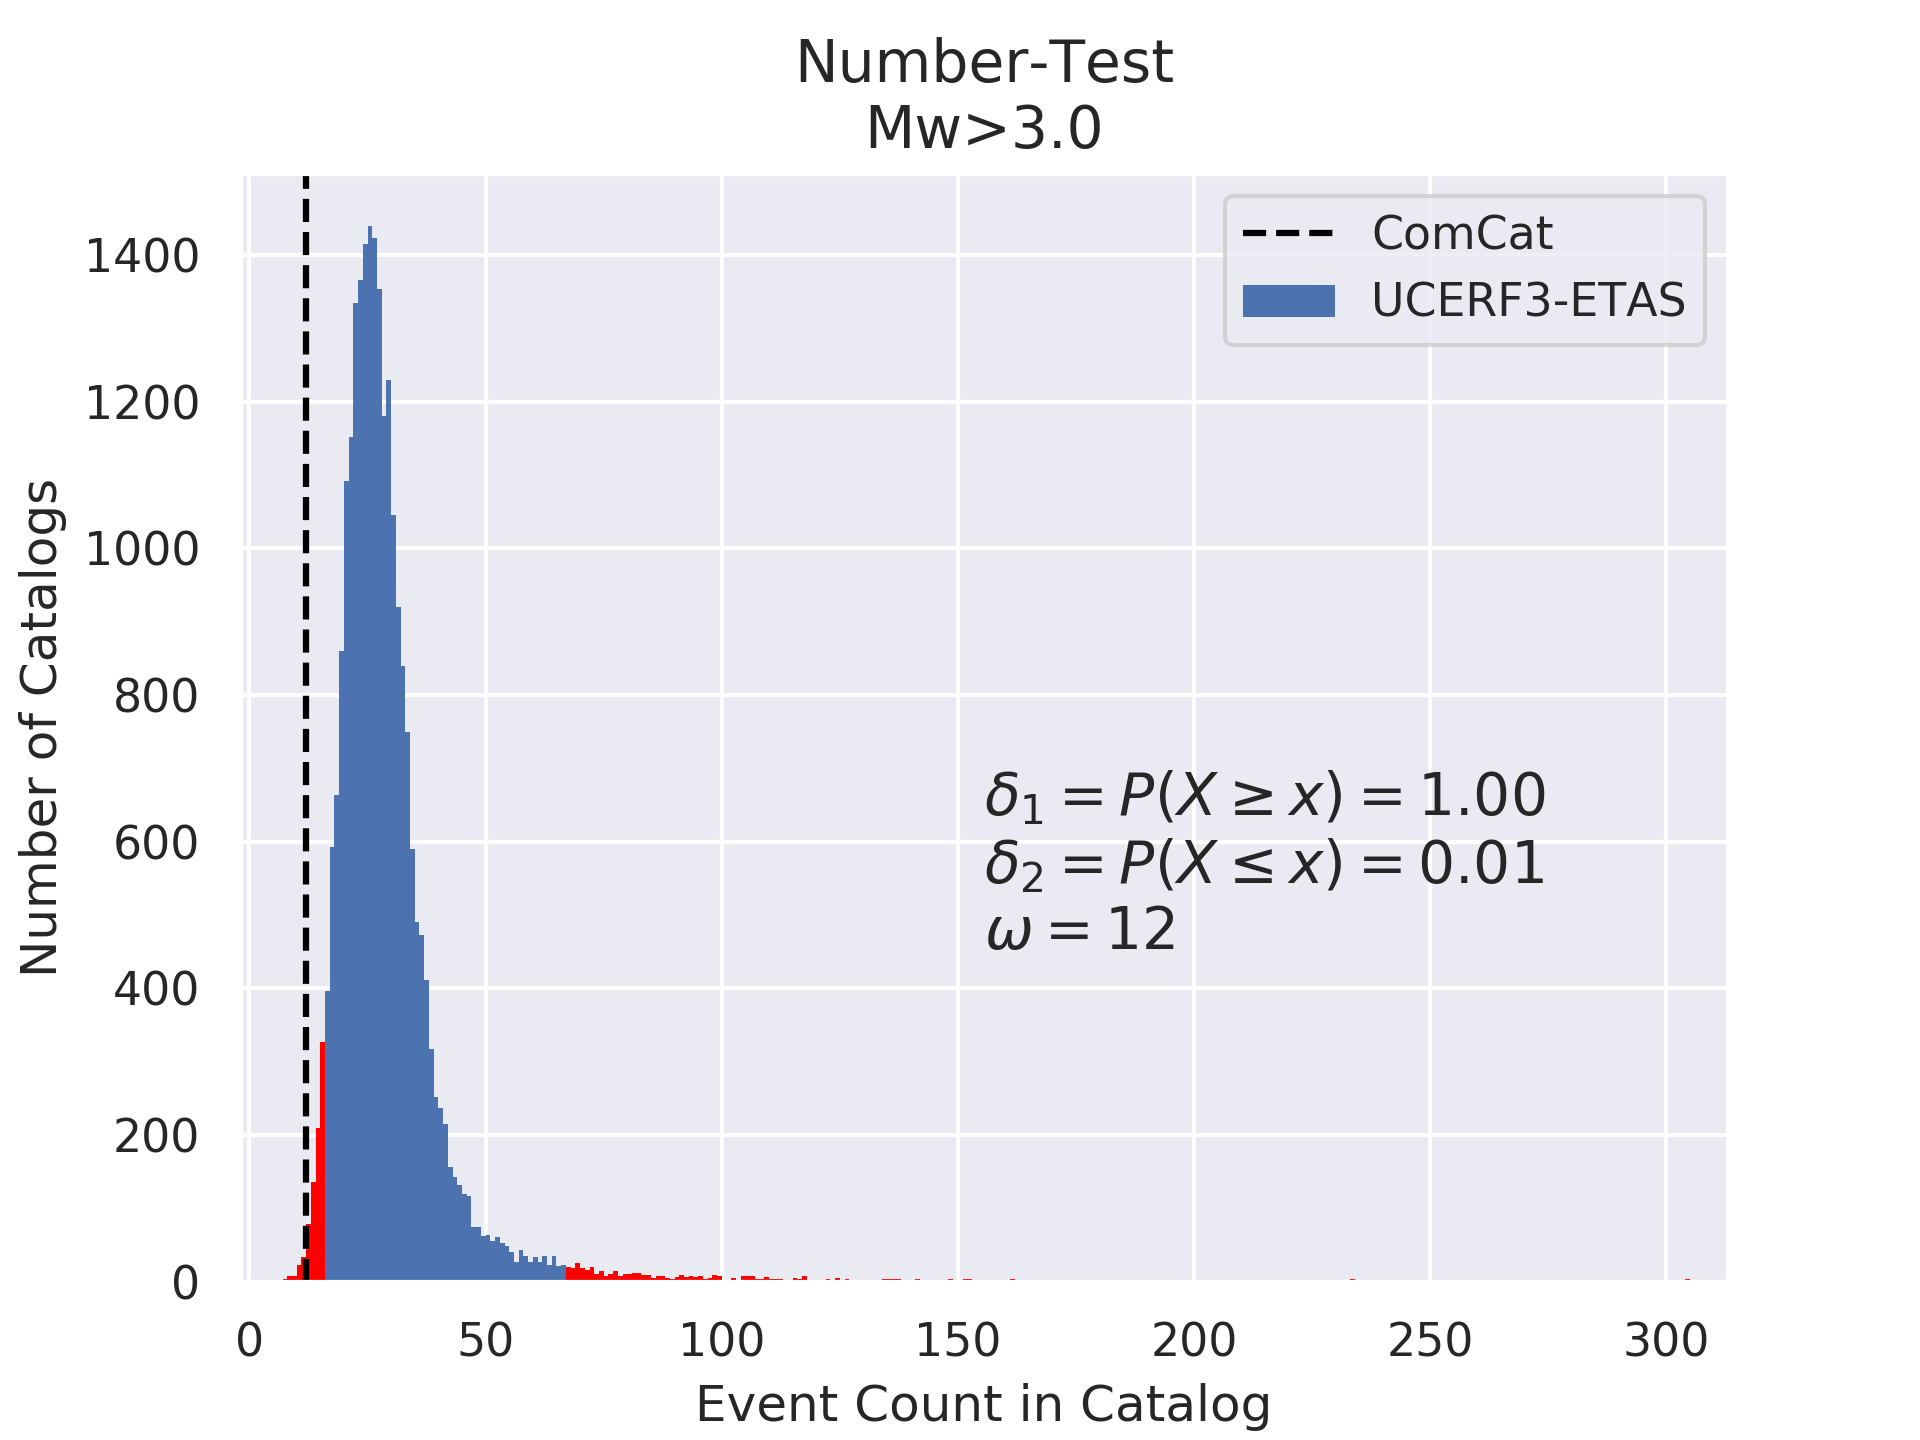 Number-Test
Mw>3.0
ComCat
UCERF3-ETAS
Number of Catalogs
1400
1200
1000
800
600
400
200
0
δ₁ = P(X ≥ x) = 1.00
δ₂ = P(X ≤ x) = 0.01
ω = 12
0 50 100 150 200 250 300
Event Count in Catalog